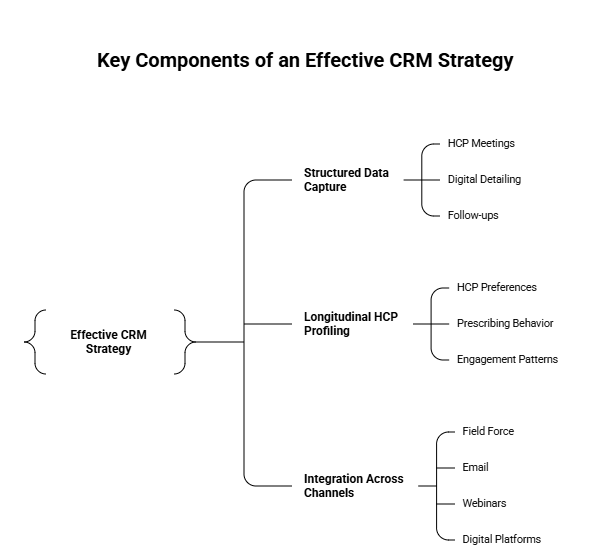 Key Components of an Effective CRM Strategy
Effective CRM
Strategy
Structured Data
Capture
HCP Meetings
Digital Detailing
Follow-ups
Longitudinal HCP
Profiling
HCP Preferences
Prescribing Behavior
Engagement Patterns
Integration Across
Channels
Field Force
Email
Webinars
Digital Platforms